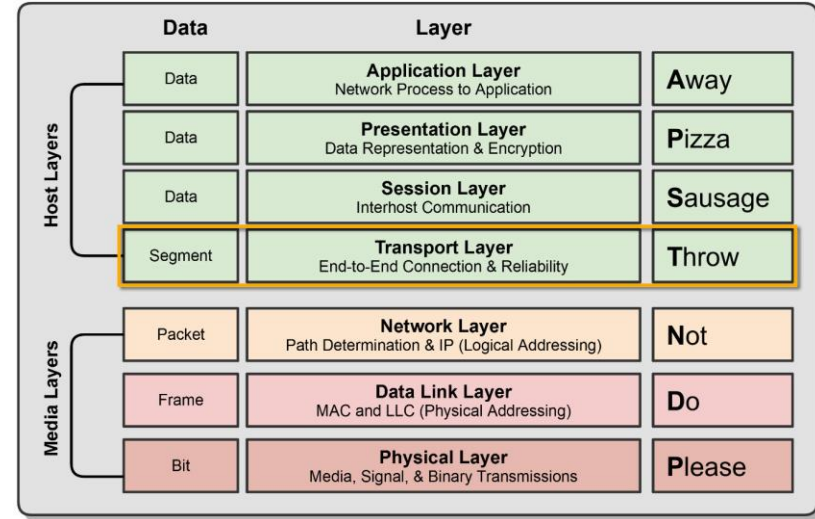 Data Layer
Host Layers
Data
Application Layer
Network Process to Application
Away
Data
Presentation Layer
Data Representation & Encryption
Pizza
Data
Session Layer
Interhost Communication
Sausage
Segment
Transport Layer
End-to-End Connection & Reliability
Throw
Media Layers
Packet
Network Layer
Path Determination & IP (Logical Addressing)
Not
Frame
Data Link Layer
MAC and LLC (Physical Addressing)
Do
Bit
Physical Layer
Media, Signal, & Binary Transmissions
Please